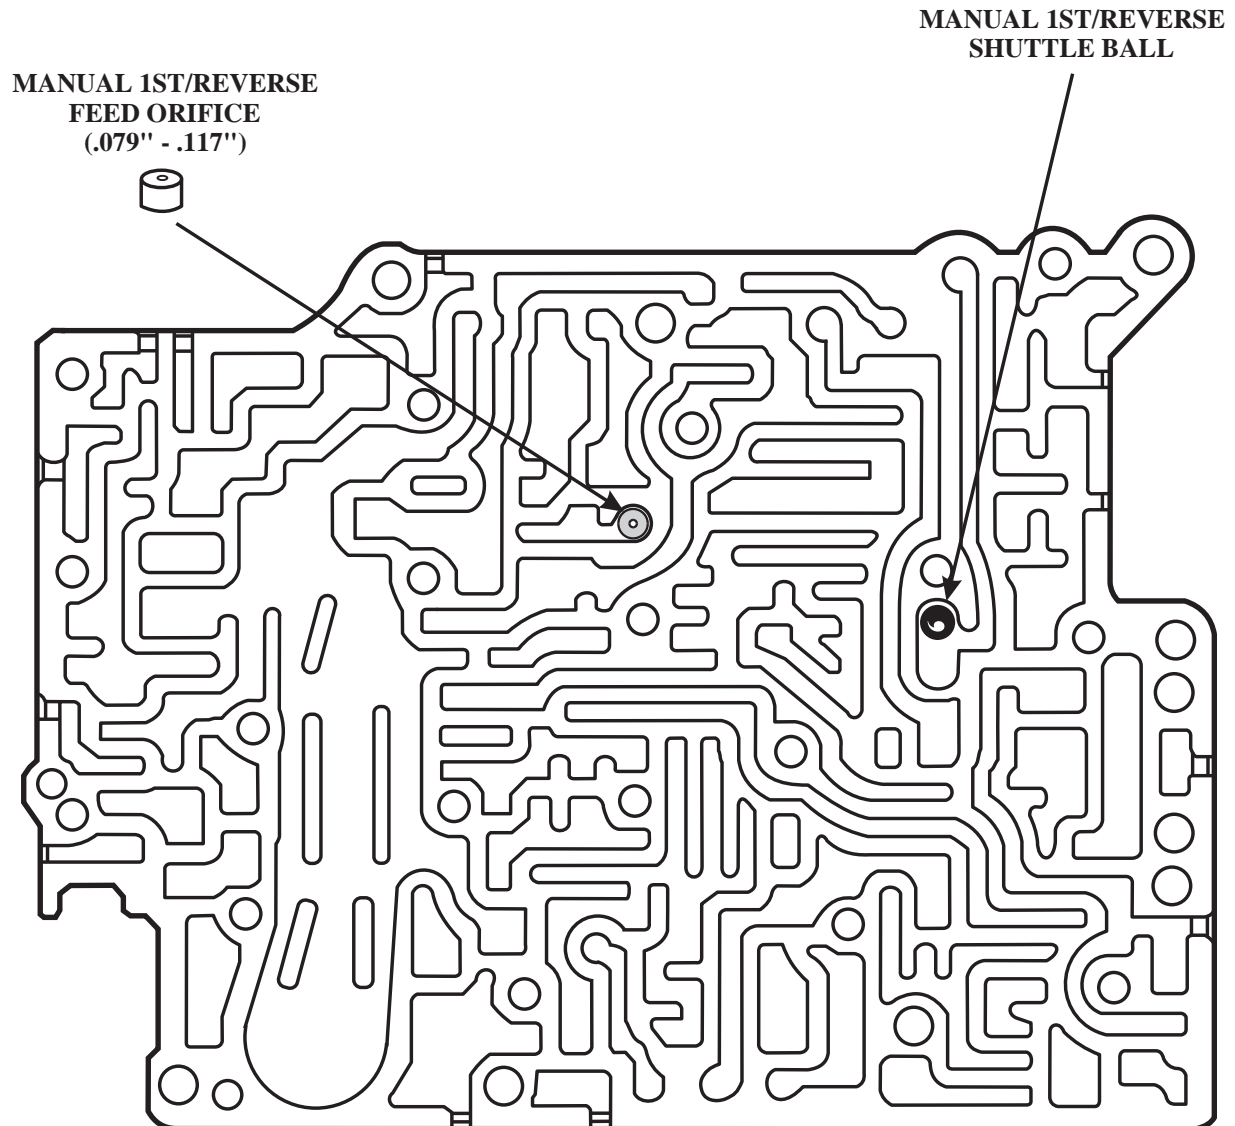 MANUAL 1ST/REVERSE
SHUTTLE BALL
MANUAL 1ST/REVERSE
FEED ORIFICE
(.079" - .117")